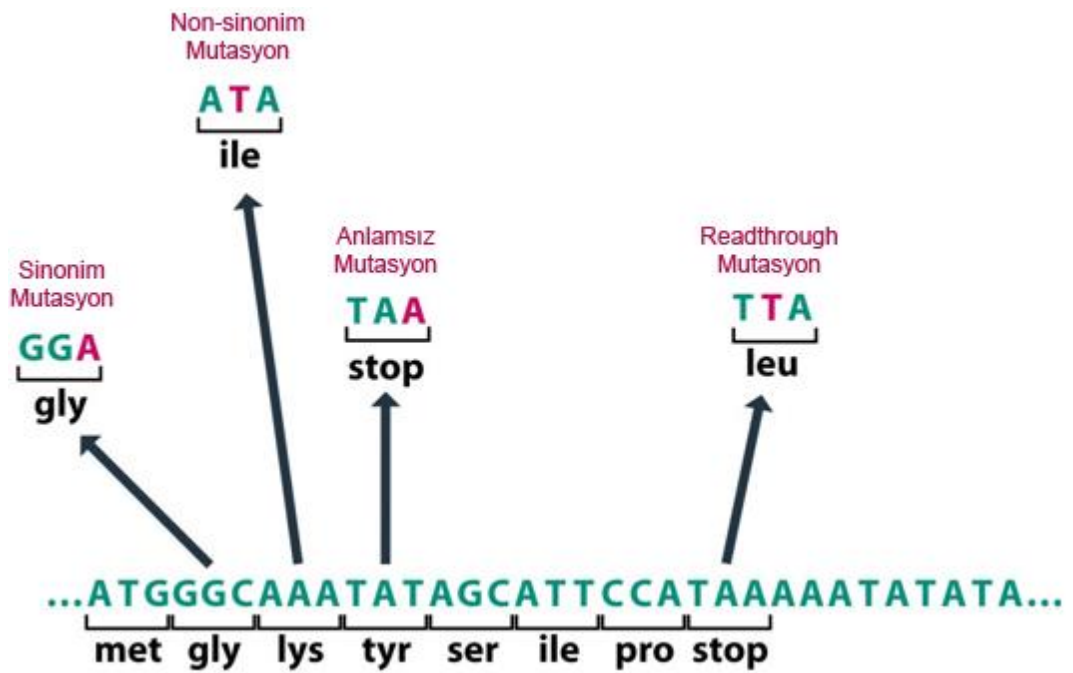 Non-sinonim
Mutasyon
ATA
ile
Sinonim
Mutasyon
GGA
gly
Anlamsız
Mutasyon
TAA
stop
Readthrough
Mutasyon
TTA
leu
...ATGGGCAAATATAGCATTCCATAAAAATATATA...
met gly lys tyr ser ile pro stop